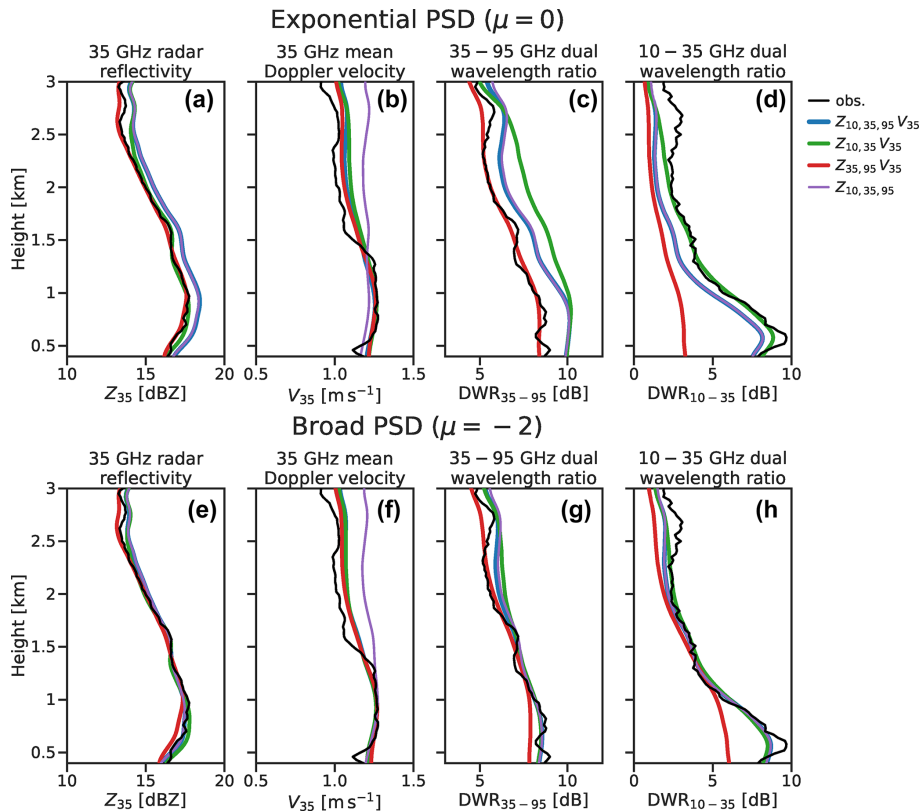 Exponential PSD (μ = 0)
35 GHz radar reflectivity
35 GHz mean Doppler velocity
35 − 95 GHz dual wavelength ratio
10 − 35 GHz dual wavelength ratio
(a)
(b)
(c)
(d)
obs.
Z10,35,95V35
Z10,35V35
Z35,95V35
Z10,35,95
Height [km]
3
2.5
2
1.5
1
0.5
10 15 20
0.5 1.0 1.5
5 10
0 5 10
Z35 [dBZ]
V35 [m s−1]
DWR35 − 95 [dB]
DWR10 − 35 [dB]
Broad PSD (μ = − 2)
35 GHz radar reflectivity
35 GHz mean Doppler velocity
35 − 95 GHz dual wavelength ratio
10 − 35 GHz dual wavelength ratio
(e)
(f)
(g)
(h)
Height [km]
3
2.5
2
1.5
1
0.5
10 15 20
0.5 1.0 1.5
5 10
0 5 10
Z35 [dBZ]
V35 [m s−1]
DWR35 − 95 [dB]
DWR10 − 35 [dB]